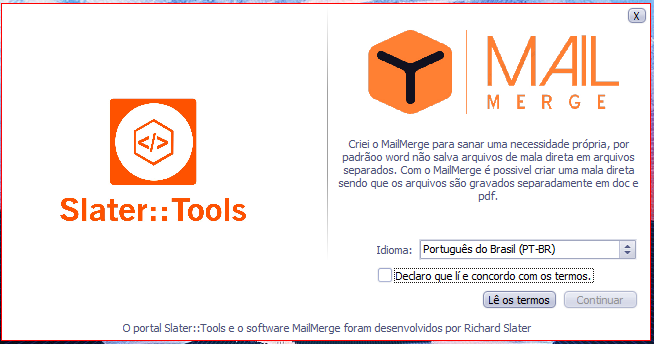 X
MAIL
MERGE
</>
Slater::Tools
Criei o MailMerge para sanar uma necessidade própria, por
padrãoo word não salva arquivos de mala direta em arquivos
separados. Com o MailMerge é possivel criar uma mala direta
sendo que os arquivos são gravados separadamente em doc e
pdf.
Idioma: Português do Brasil (PT-BR)
Declaro que lí e concordo com os termos.
Lê os termos Continuar
O portal Slater::Tools e o software MailMerge foram desenvolvidos por Richard Slater